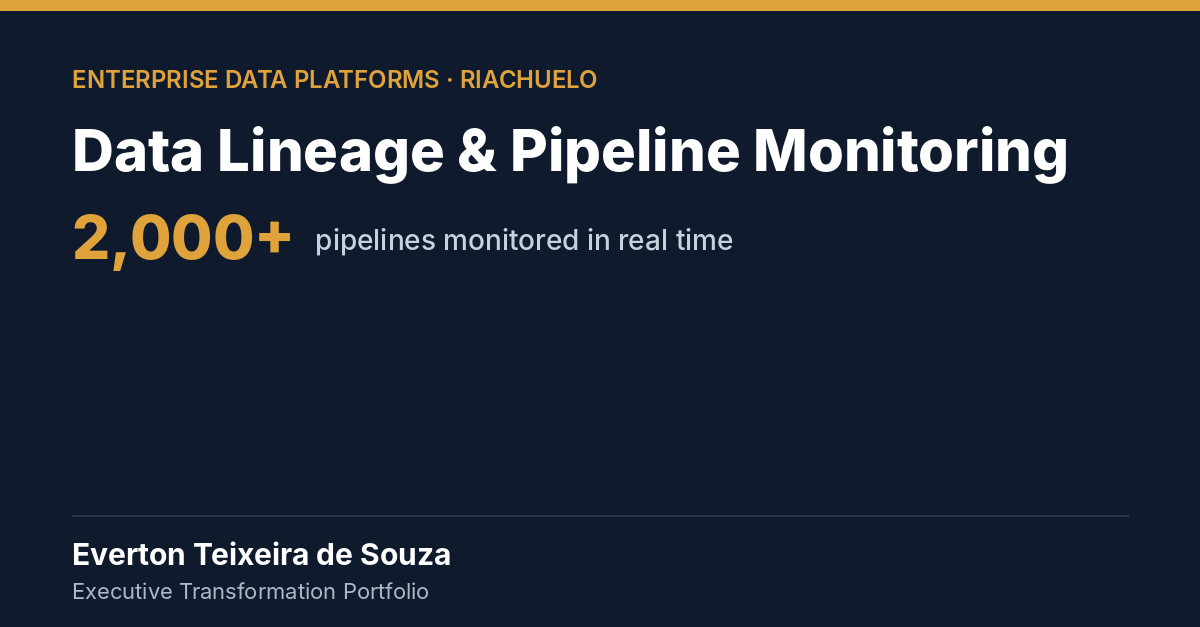 ENTERPRISE DATA PLATFORMS · RIACHUELO
Data Lineage & Pipeline Monitoring
2,000+ pipelines monitored in real time
Everton Teixeira de Souza
Executive Transformation Portfolio